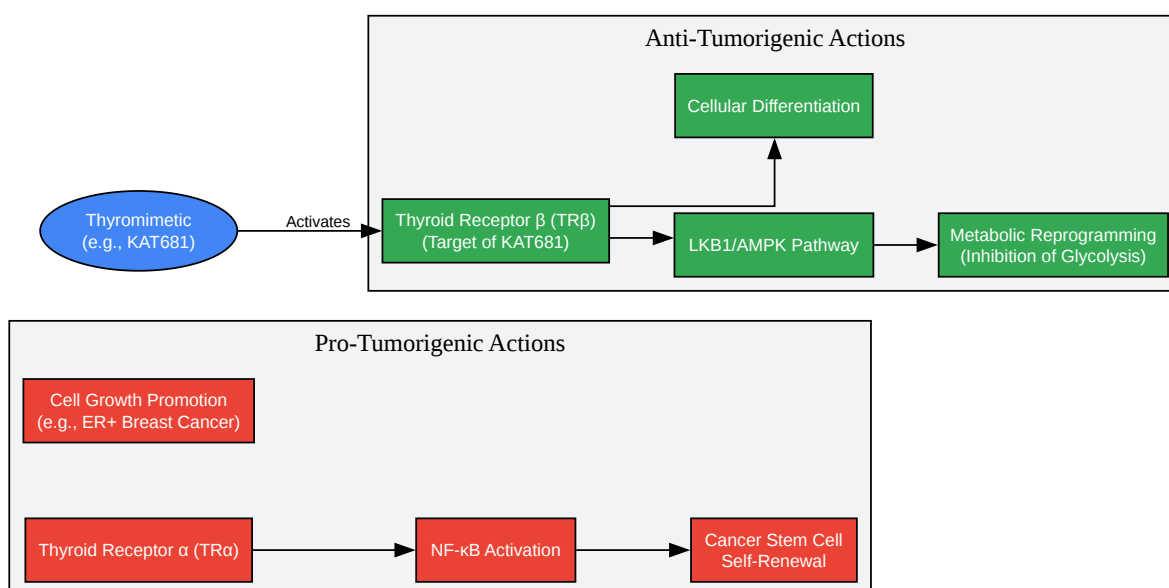 Anti-Tumorigenic Actions
Cellular Differentiation
Thyromimetic
(e.g., KAT681)
Activates
Thyroid Receptor β (TRβ)
(Target of KAT681)
LKB1/AMPK Pathway
Metabolic Reprogramming
(Inhibition of Glycolysis)
Pro-Tumorigenic Actions
Cell Growth Promotion
(e.g., ER+ Breast Cancer)
Thyroid Receptor α (TRα)
NF-κB Activation
Cancer Stem Cell
Self-Renewal